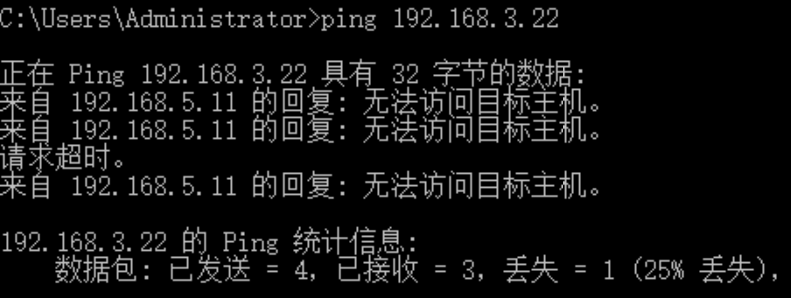 C:\Users\Administrator>ping 192.168.3.22
正在 Ping 192.168.3.22 具有 32 字节的数据:
来自 192.168.5.11 的回复: 无法访问目标主机。
来自 192.168.5.11 的回复: 无法访问目标主机。
请求超时。
来自 192.168.5.11 的回复: 无法访问目标主机。
192.168.3.22 的 Ping 统计信息:
数据包: 已发送 = 4, 已接收 = 3, 丢失 = 1 (25% 丢失),